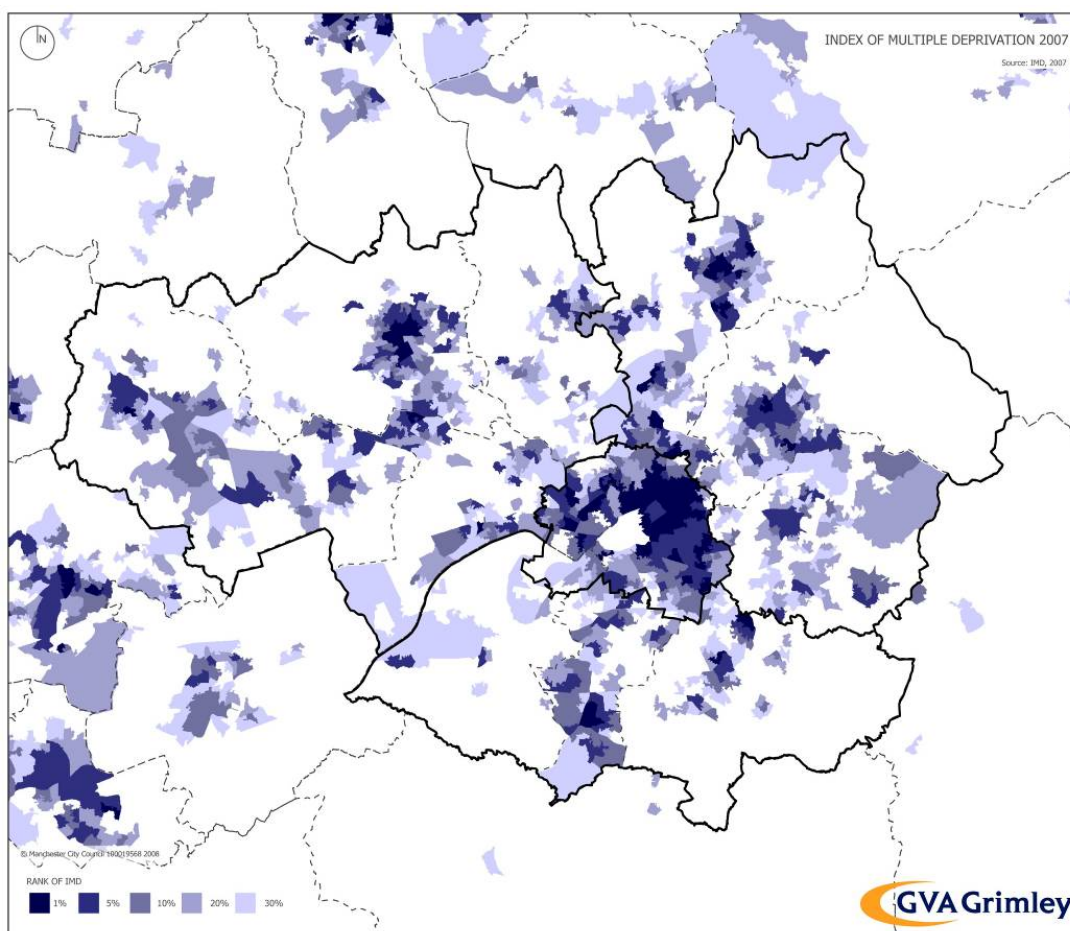 N
INDEX OF MULTIPLE DEPRIVATION 2007
Source: IMD, 2007
© Manchester City Council 100019568 2008
RANK OF IMD
1% 5% 10% 20% 30%
GVA Grimley